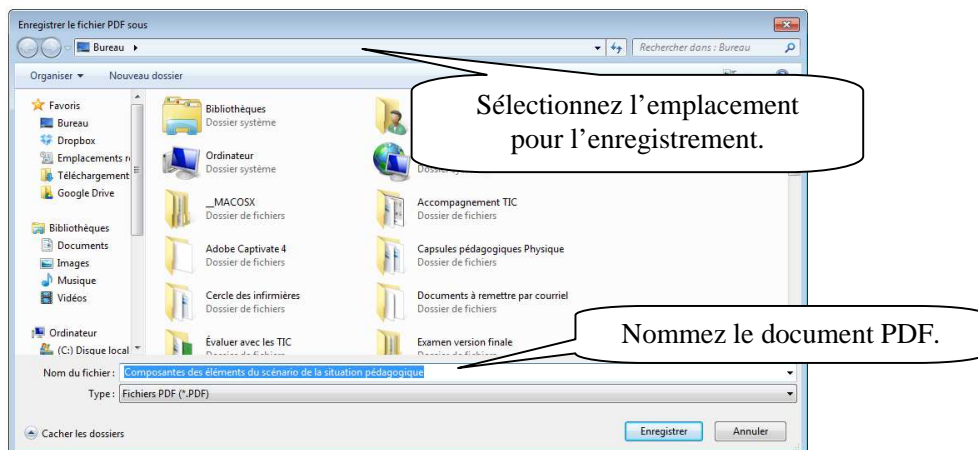 Enregistrer le fichier PDF sous
Bureau
Rechercher dans : Bureau
Organiser
Nouveau dossier
Sélectionnez l'emplacement
pour l'enregistrement.
Favoris
Bureau
Dropbox
Emplacements r
Téléchargement
Google Drive
Bibliothèques
Documents
Images
Musique
Vidéos
Ordinateur
(C:) Disque local
Bibliothèques
Dossier système
Ordinateur
Dossier système
__MACOSX
Dossier de fichiers
Accompagnement TIC
Dossier de fichiers
Adobe Captivate 4
Dossier de fichiers
Capsules pédagogiques Physique
Dossier de fichiers
Cercle des infirmières
Dossier de fichiers
Documents à remettre par courriel
Dossier de fichiers
Évaluer avec les TIC
Examen version finale
Nommez le document PDF.
Nom du fichier : Composantes des éléments du scénario de la situation pédagogique
Type : Fichiers PDF (*.PDF)
Cacher les dossiers
Enregistrer
Annuler